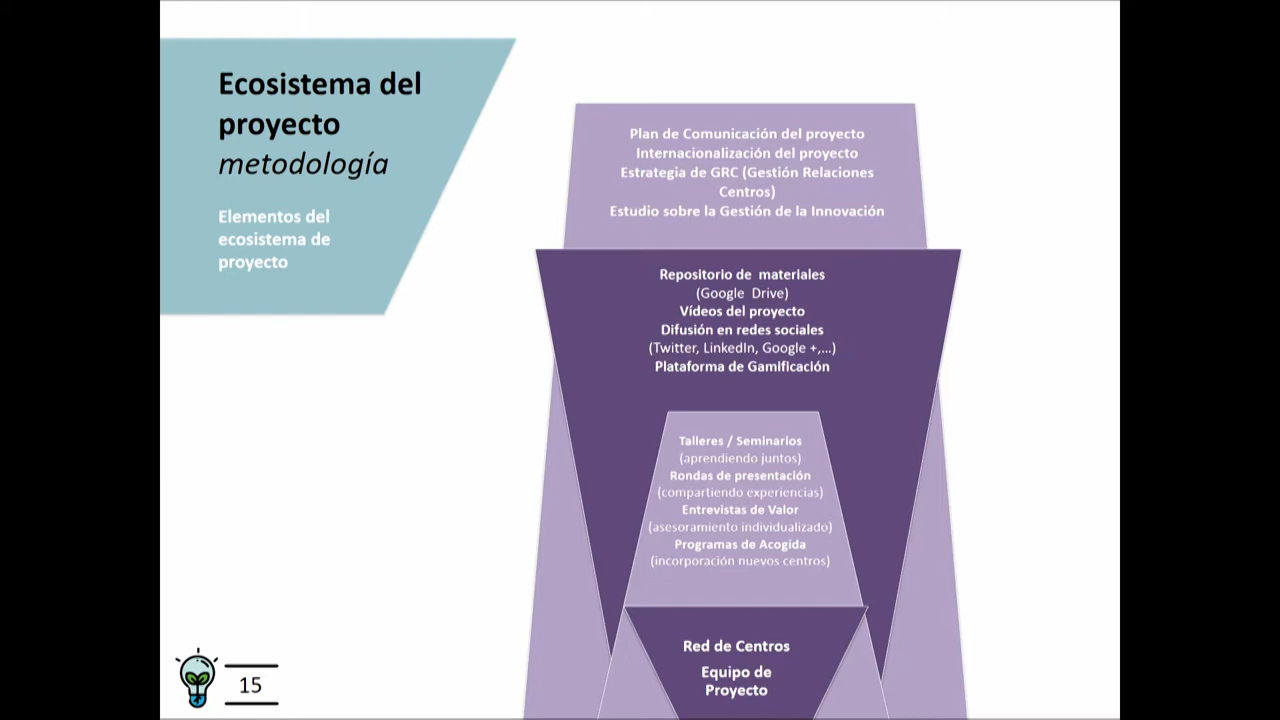 Ecosistema del
proyecto
metodología
Elementos del
ecosistema de
proyecto
Plan de Comunicación del proyecto
Internacionalización del proyecto
Estrategia de GRC (Gestión Relaciones
Centros)
Estudio sobre la Gestión de la Innovación
Repositorio de materiales
(Google Drive)
Vídeos del proyecto
Difusión en redes sociales
(Twitter, LinkedIn, Google +,...)
Plataforma de Gamificación
Talleres / Seminarios
(aprendiendo juntos)
Rondas de presentación
(compartiendo experiencias)
Entrevistas de Valor
(asesoramiento individualizado)
Programas de Acogida
(incorporación nuevos centros)
Red de Centros
Equipo de
Proyecto
15